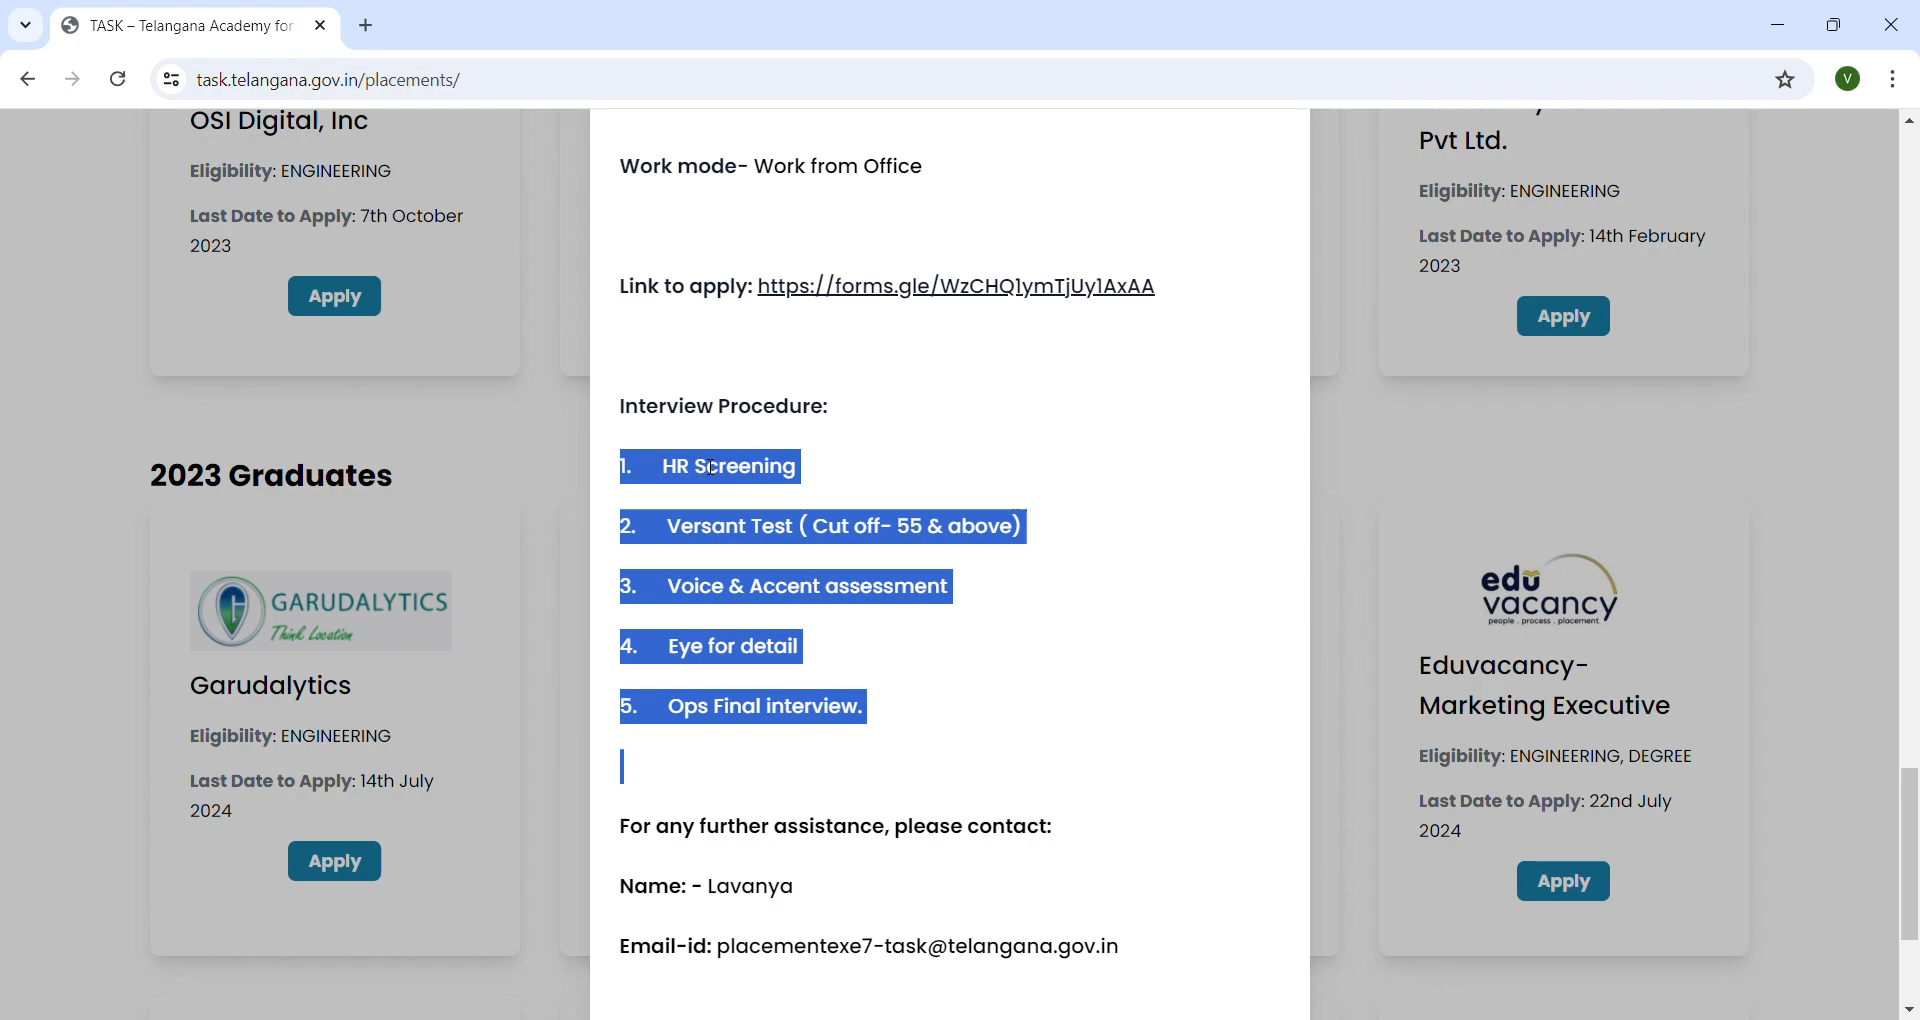 TASK – Telangana Academy for
task.telangana.gov.in/placements/
V
OSI Digital, Inc
Eligibility: ENGINEERING
Last Date to Apply: 7th October
2023
Apply
Work mode- Work from Office
Link to apply: https://forms.gle/WzCHQ1ymTjUy1AxAA
Interview Procedure:
1. HR Screening
2. Versant Test ( Cut off- 55 & above)
3. Voice & Accent assessment
4. Eye for detail
5. Ops Final interview.
For any further assistance, please contact:
Name: - Lavanya
Email-id: placementexe7-task@telangana.gov.in
Pvt Ltd.
Eligibility: ENGINEERING
Last Date to Apply: 14th February
2023
Apply
2023 Graduates
GARUDALYTICS
Think Location
Garudalytics
Eligibility: ENGINEERING
Last Date to Apply: 14th July
2024
Apply
edu
vacancy
people . process . placement
Eduvacancy-
Marketing Executive
Eligibility: ENGINEERING, DEGREE
Last Date to Apply: 22nd July
2024
Apply